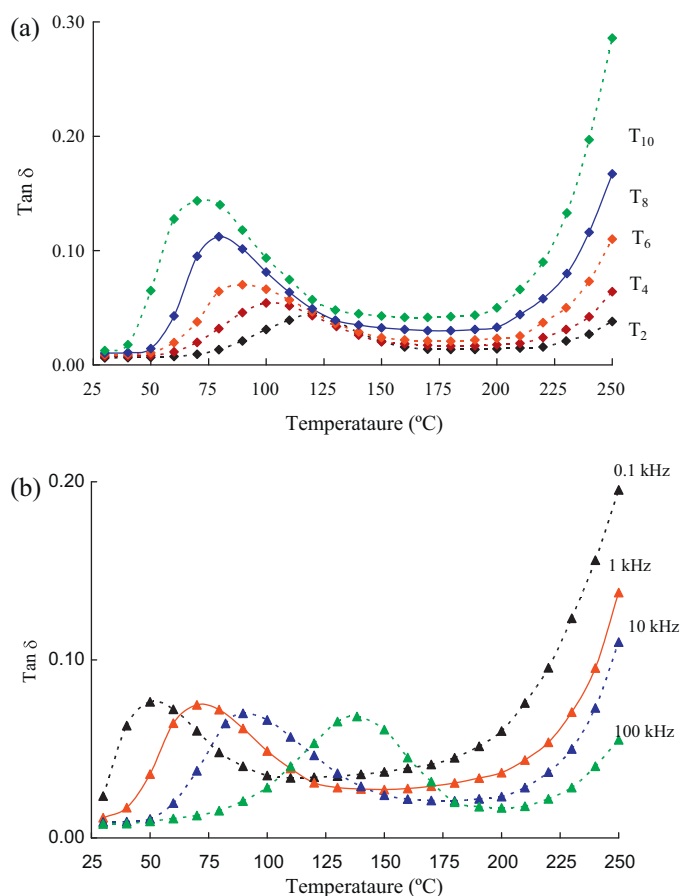 (a)
0.30
0.20
0.10
0.00
Tan δ
T10
T8
T6
T4
T2
25 50 75 100 125 150 175 200 225 250
Temperataure (ºC)
(b)
0.20
0.10
0.00
Tan δ
0.1 kHz
1 kHz
10 kHz
100 kHz
25 50 75 100 125 150 175 200 225 250
Temperataure (ºC)